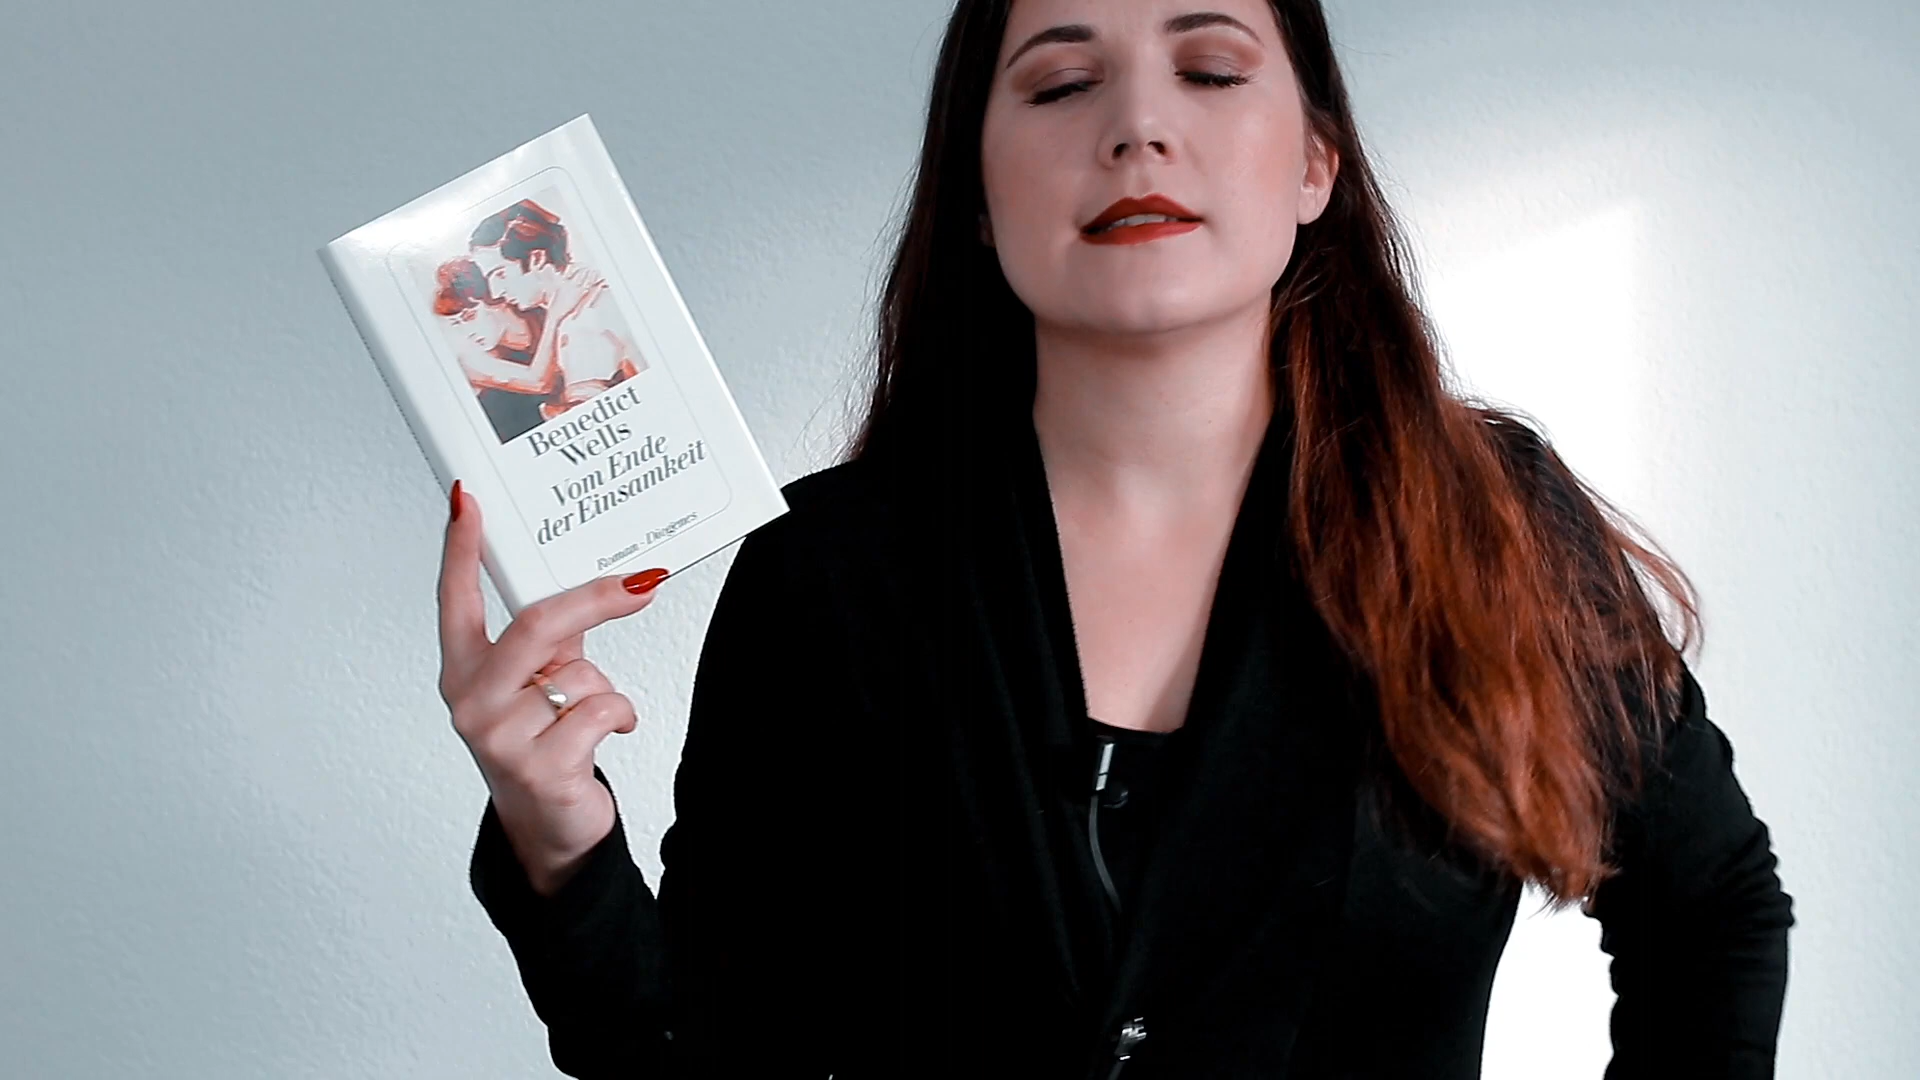 Benedict
Wells
Vom Ende
der Einsamkeit
Roman · Diogenes